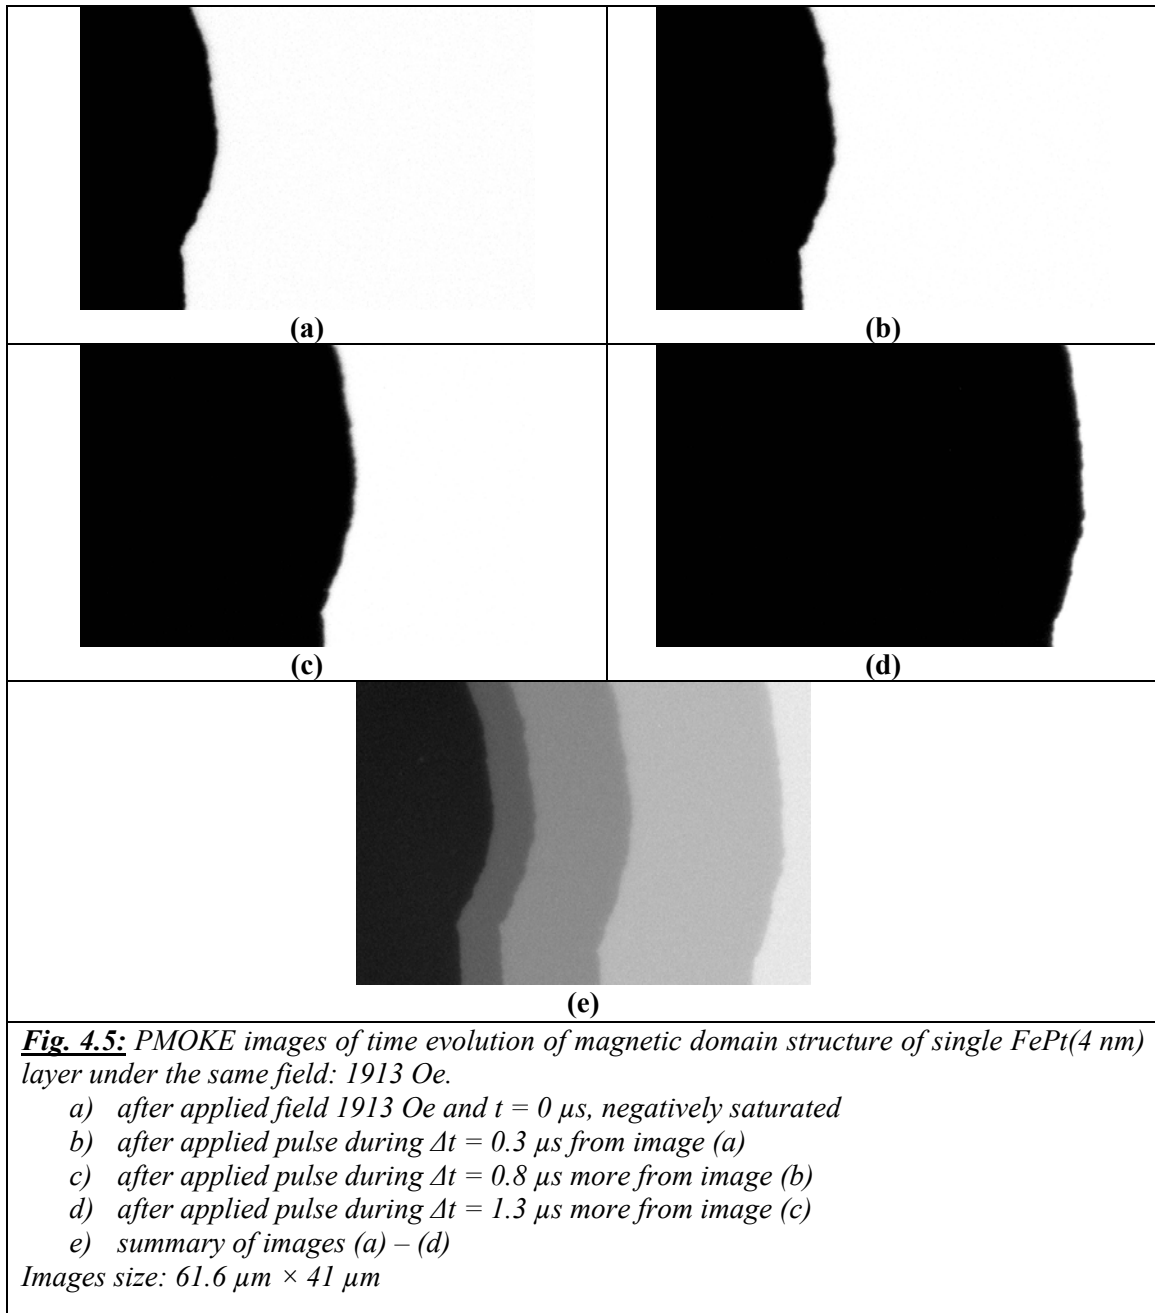 (a)
(b)
(c)
(d)
(e)
Fig. 4.5: PMOKE images of time evolution of magnetic domain structure of single FePt(4 nm)
layer under the same field: 1913 Oe.
a) after applied field 1913 Oe and t = 0 µs, negatively saturated
b) after applied pulse during Δt = 0.3 µs from image (a)
c) after applied pulse during Δt = 0.8 µs more from image (b)
d) after applied pulse during Δt = 1.3 µs more from image (c)
e) summary of images (a) – (d)
Images size: 61.6 µm × 41 µm